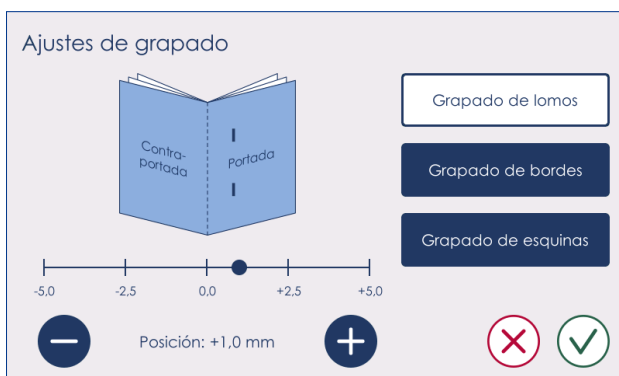 Ajustes de grapado
Contra-
portada
Portada
Grapado de lomos
Grapado de bordes
Grapado de esquinas
-5,0 -2,5 0,0 +2,5 +5,0
Posición: +1,0 mm